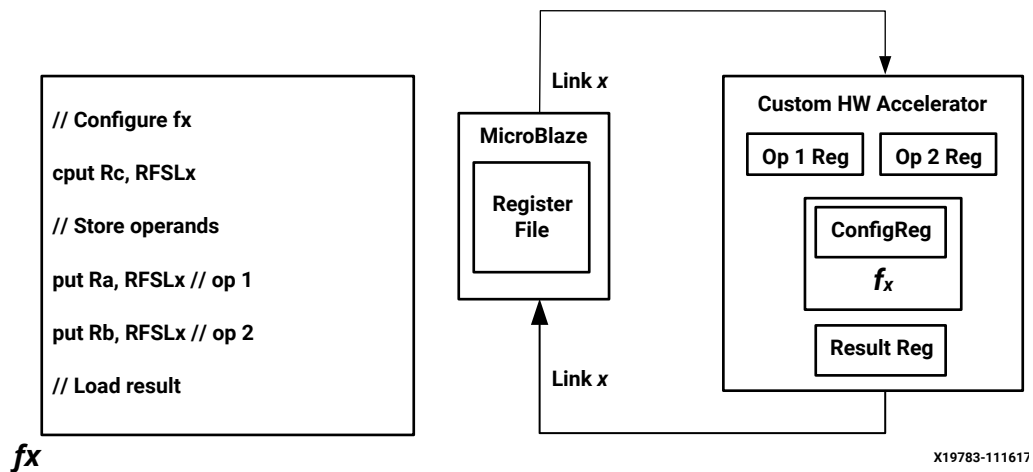 // Configure fx
cput Rc, RFSLx
// Store operands
put Ra, RFSLx // op 1
put Rb, RFSLx // op 2
// Load result
fx
Link x
MicroBlaze
Register
File
Link x
Custom HW Accelerator
Op 1 Reg
Op 2 Reg
ConfigReg
fx
Result Reg
X19783-111617